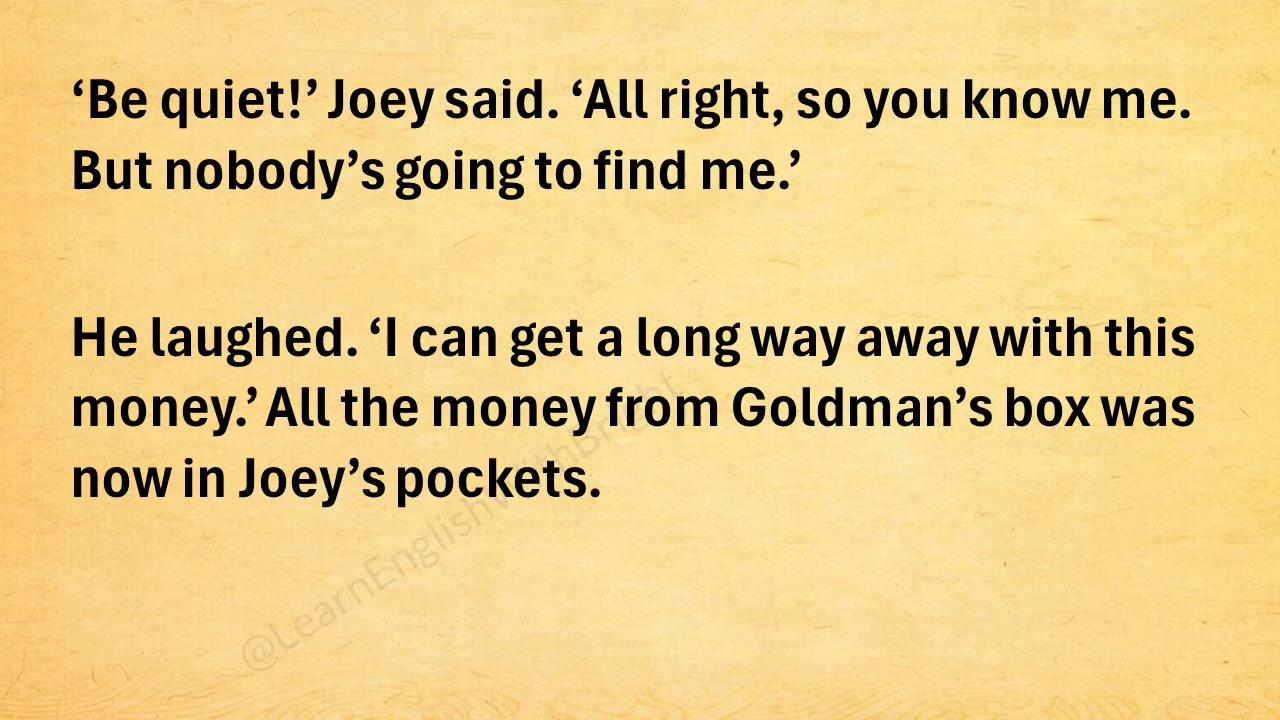 ‘Be quiet!’ Joey said. ‘All right, so you know me.
But nobody’s going to find me.’
He laughed. ‘I can get a long way away with this
money.’ All the money from Goldman’s box was
now in Joey’s pockets.
@LearnEnglishWithBright